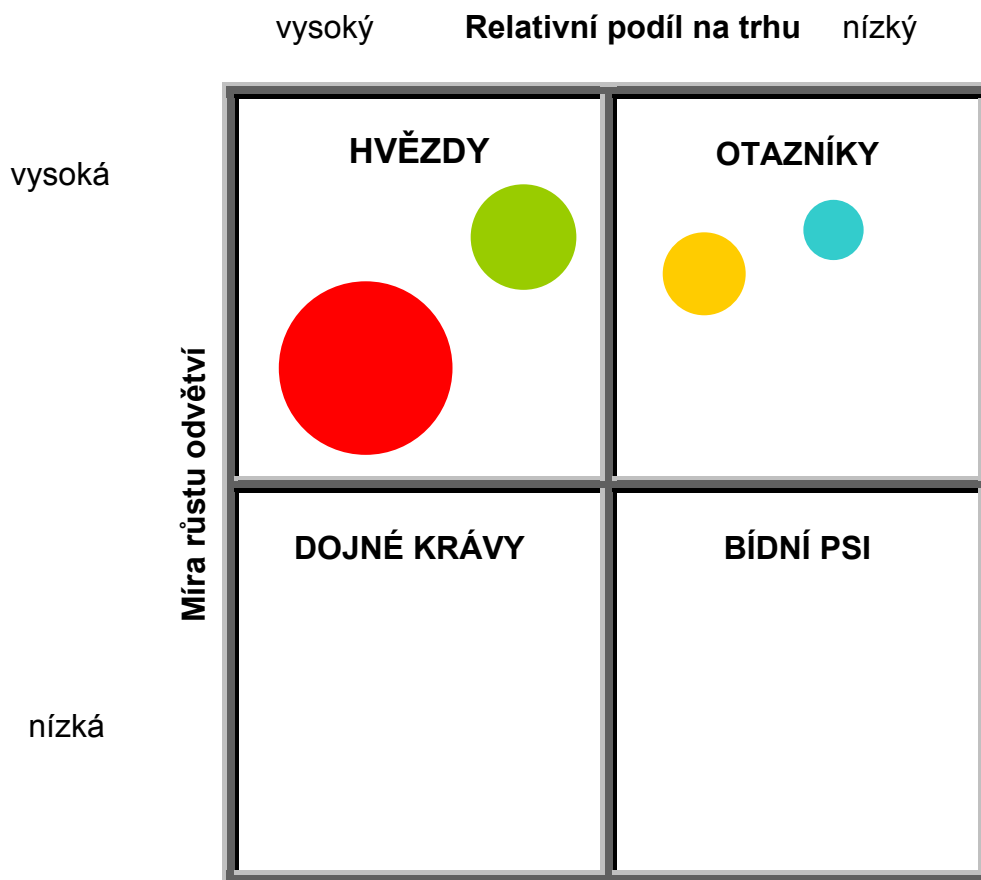 vysoký Relativní podíl na trhu nízký
HVĚZDY
OTAZNÍKY
vysoká
Míra růstu odvětví
DOJNÉ KRÁVY
BÍDNÍ PSI
nízká